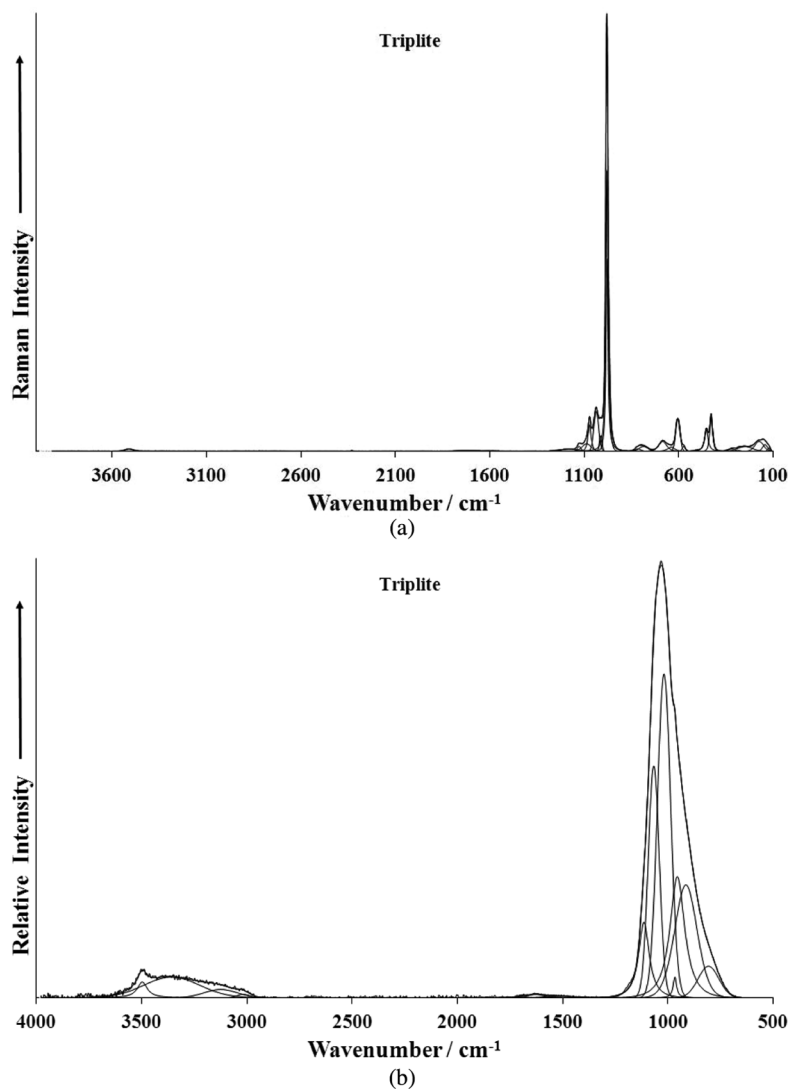 Triplite
Raman Intensity
3600 3100 2600 2100 1600 1100 600 100
Wavenumber / cm⁻¹
(a)
Triplite
Relative Intensity
4000 3500 3000 2500 2000 1500 1000 500
Wavenumber / cm⁻¹
(b)